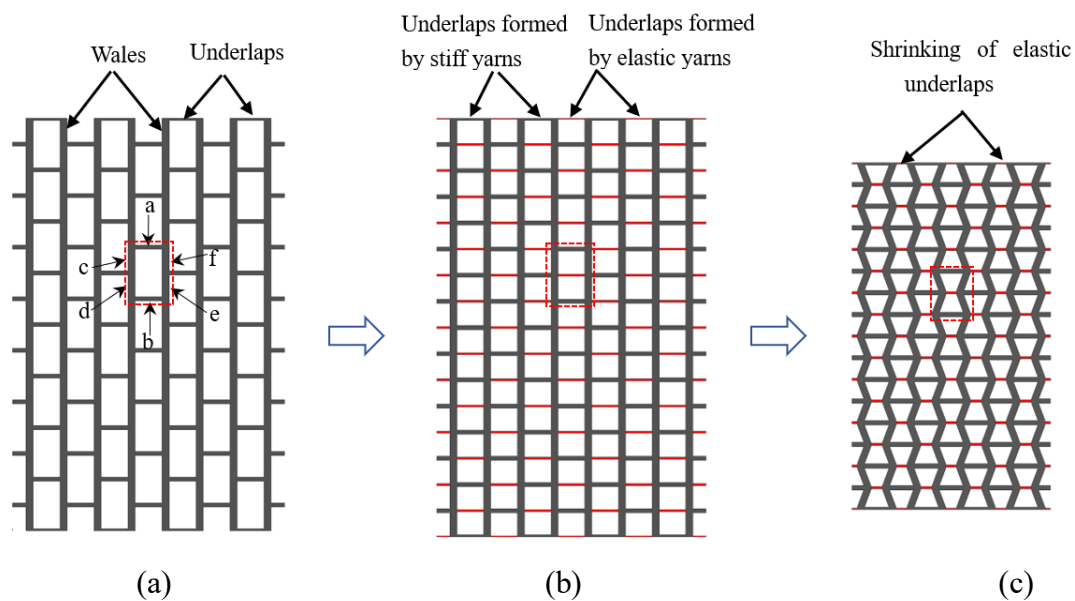 Wales
Underlaps
a
c
f
d
e
b
(a)
Underlaps formed
by stiff yarns
Underlaps formed
by elastic yarns
(b)
Shrinking of elastic
underlaps
(c)